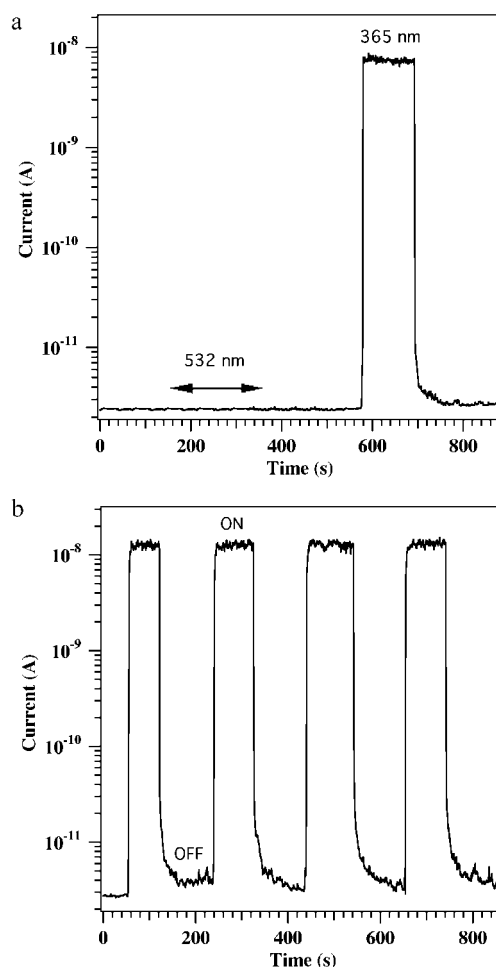 a
10⁻⁸
365 nm
10⁻⁹
Current (A)
10⁻¹⁰
10⁻¹¹
532 nm
0 200 400 600 800
Time (s)
b
ON
10⁻⁸
10⁻⁹
Current (A)
10⁻¹⁰
10⁻¹¹
OFF
0 200 400 600 800
Time (s)